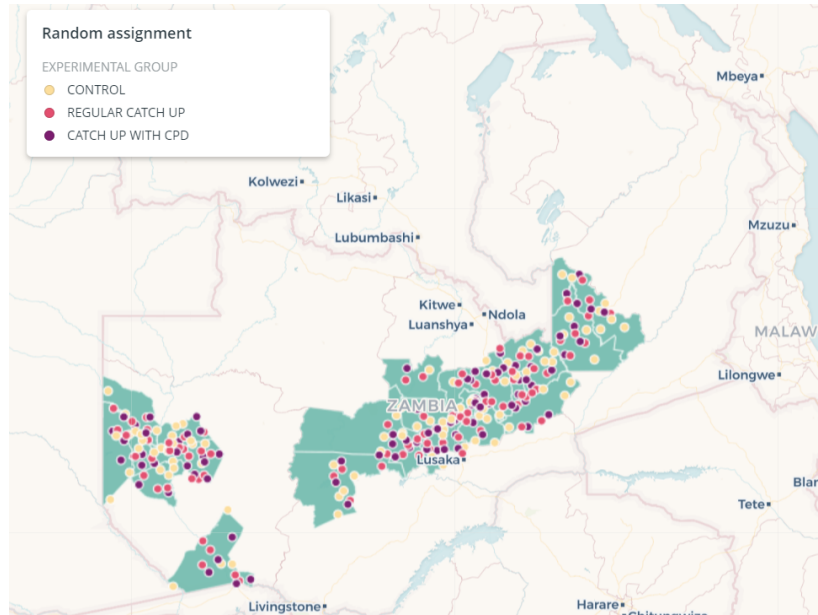 Random assignment
EXPERIMENTAL GROUP
CONTROL
REGULAR CATCH UP
CATCH UP WITH CPD
Mbeya
Kolwezi
Likasi
Mzuzu
Lubumbashi
Kitwe
Ndola
Luanshya
MALAW
Lilongwe
ZAMBIA
Lusaka
Blan
Tete
Livingstone
Harare
Chitungwiza